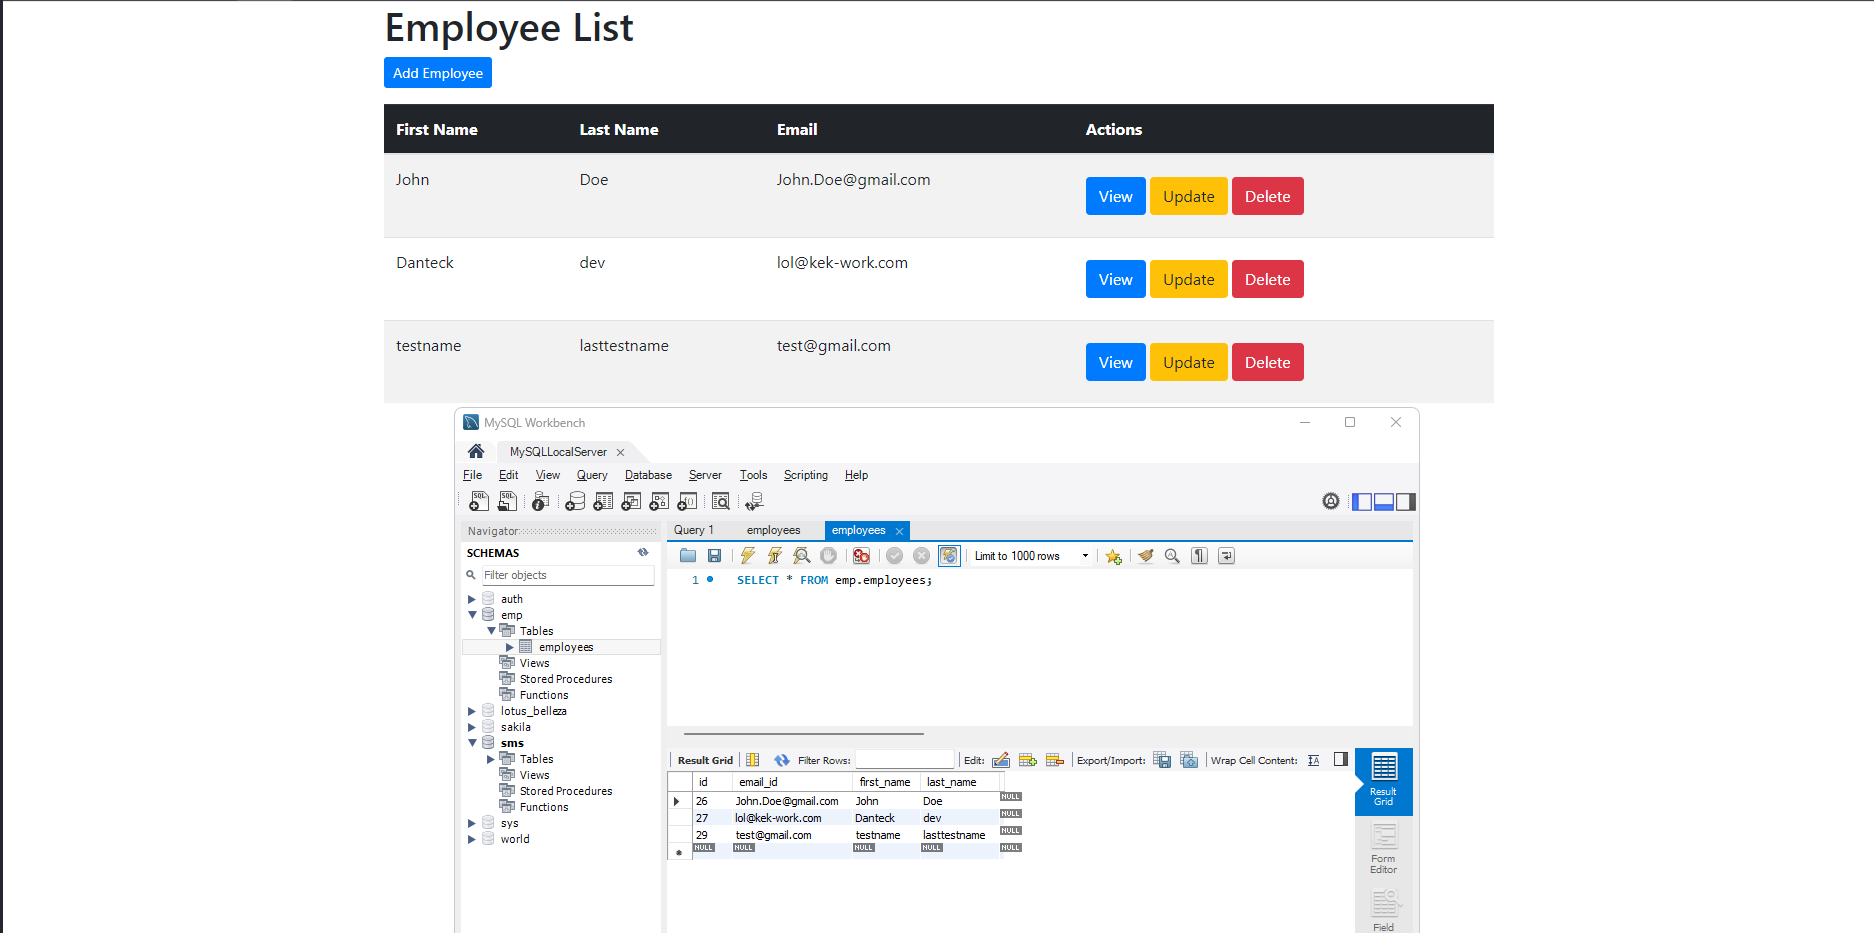 Employee List
Add Employee
First Name Last Name Email Actions
John Doe John.Doe@gmail.com View Update Delete
Danteck dev lol@kek-work.com View Update Delete
testname lasttestname test@gmail.com View Update Delete
MySQL Workbench
MySQLLocalServer
File Edit View Query Database Server Tools Scripting Help
Navigator
SCHEMAS
Filter objects
auth
emp
Tables
employees
Views
Stored Procedures
Functions
lotus_belleza
sakila
sms
Tables
Views
Stored Procedures
Functions
sys
world
Query 1 employees employees
Limit to 1000 rows
1 SELECT * FROM emp.employees;
Result Grid Filter Rows: Edit: Export/Import: Wrap Cell Content: IA
id email_id first_name last_name
26 John.Doe@gmail.com John Doe NULL
27 lol@kek-work.com Danteck dev NULL
29 test@gmail.com testname lasttestname NULL
NULL NULL NULL NULL NULL
Result
Grid
Form
Editor
Field